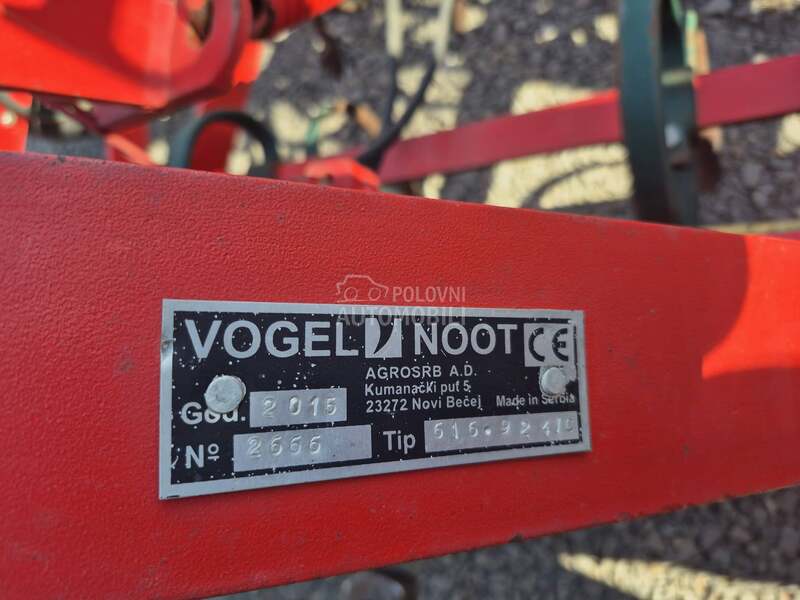 POLOVNI
AUTOMOBILI
VOGEL NOOT CE
AGROSRB A.D.
Kumanački put 5
23272 Novi Bečej Made in Serbia
God. 2015
Nº 2666 Tip